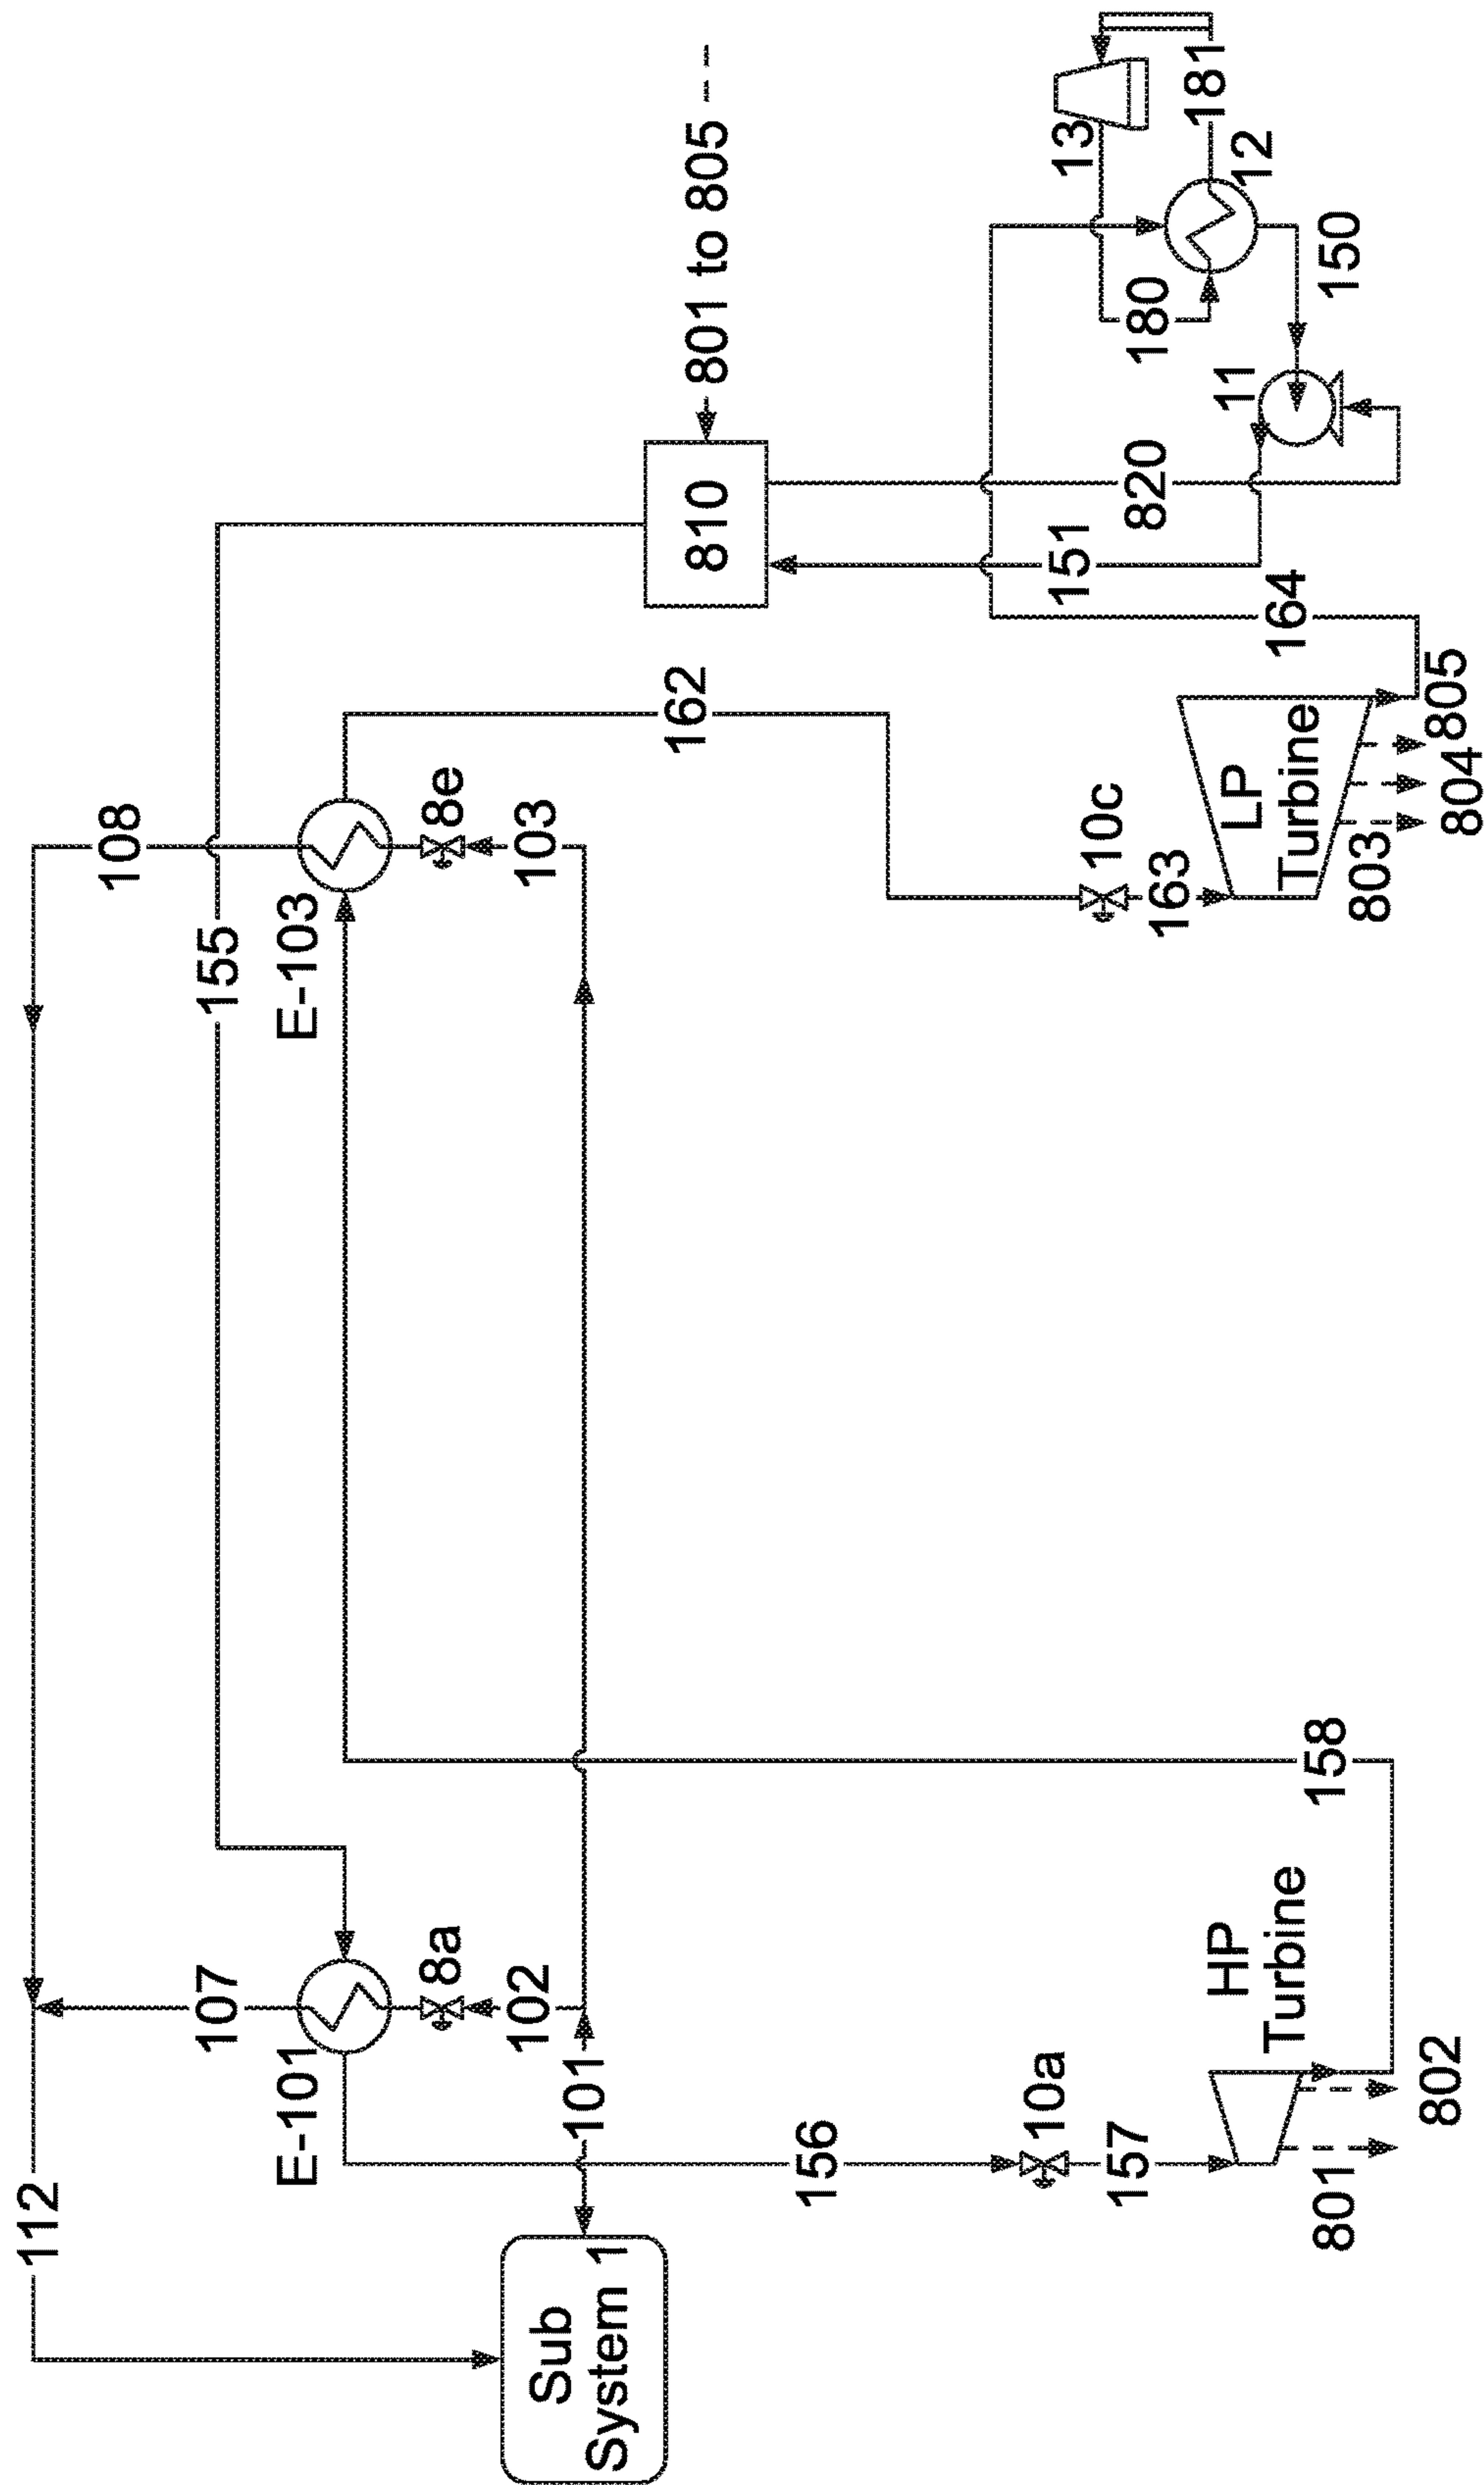 112
108
107
155
E-101
E-103
8a
8e
102
103
101
Sub
System 1
162
801 to 805
810
156
10a
157
10c
163
151
820
180
13
181
12
11
150
164
HP
Turbine
LP
Turbine
158
801
802
803
804
805